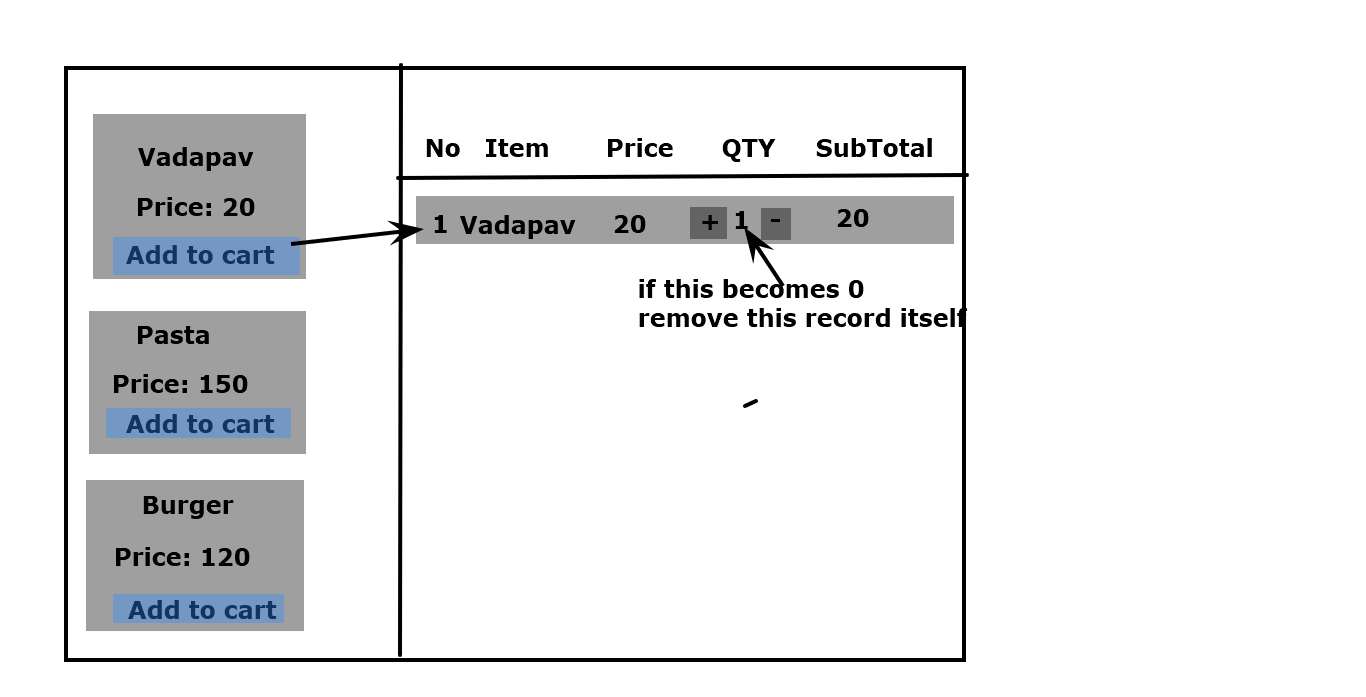 Vadapav
Price: 20
Add to cart
Pasta
Price: 150
Add to cart
Burger
Price: 120
Add to cart
No Item Price QTY SubTotal
1 Vadapav 20 + 1 - 20
if this becomes 0
remove this record itself